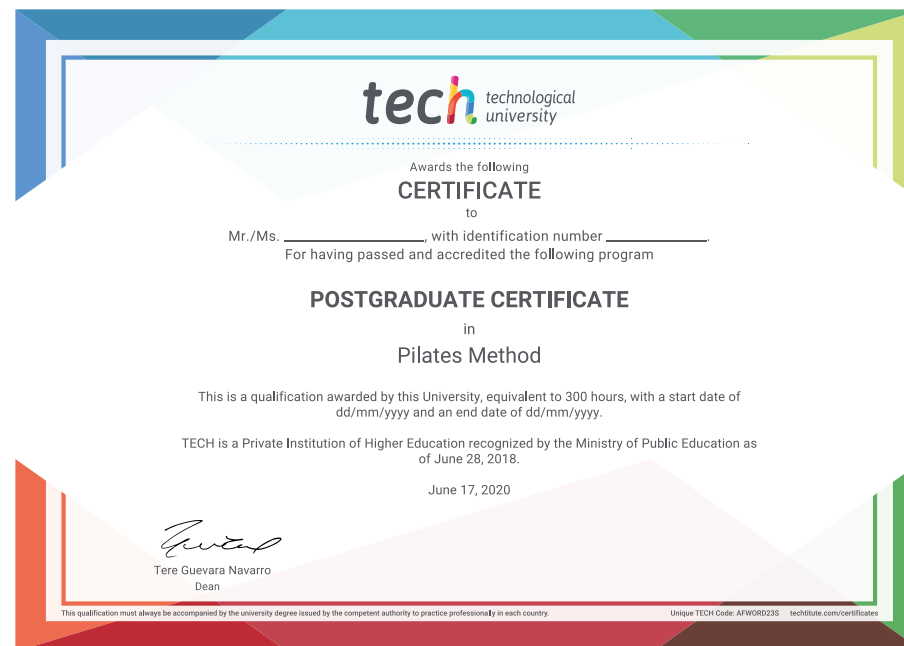 tech technological
university
Awards the following
CERTIFICATE
to
Mr./Ms. ____________, with identification number ____________.
For having passed and accredited the following program
POSTGRADUATE CERTIFICATE
in
Pilates Method
This is a qualification awarded by this University, equivalent to 300 hours, with a start date of
dd/mm/yyyy and an end date of dd/mm/yyyy.
TECH is a Private Institution of Higher Education recognized by the Ministry of Public Education as
of June 28, 2018.
June 17, 2020
Tere Guevara Navarro
Dean
This qualification must always be accompanied by the university degree issued by the competent authority to practice professionally in each country. Unique TECH Code: AFWORD23S techtitute.com/certificates